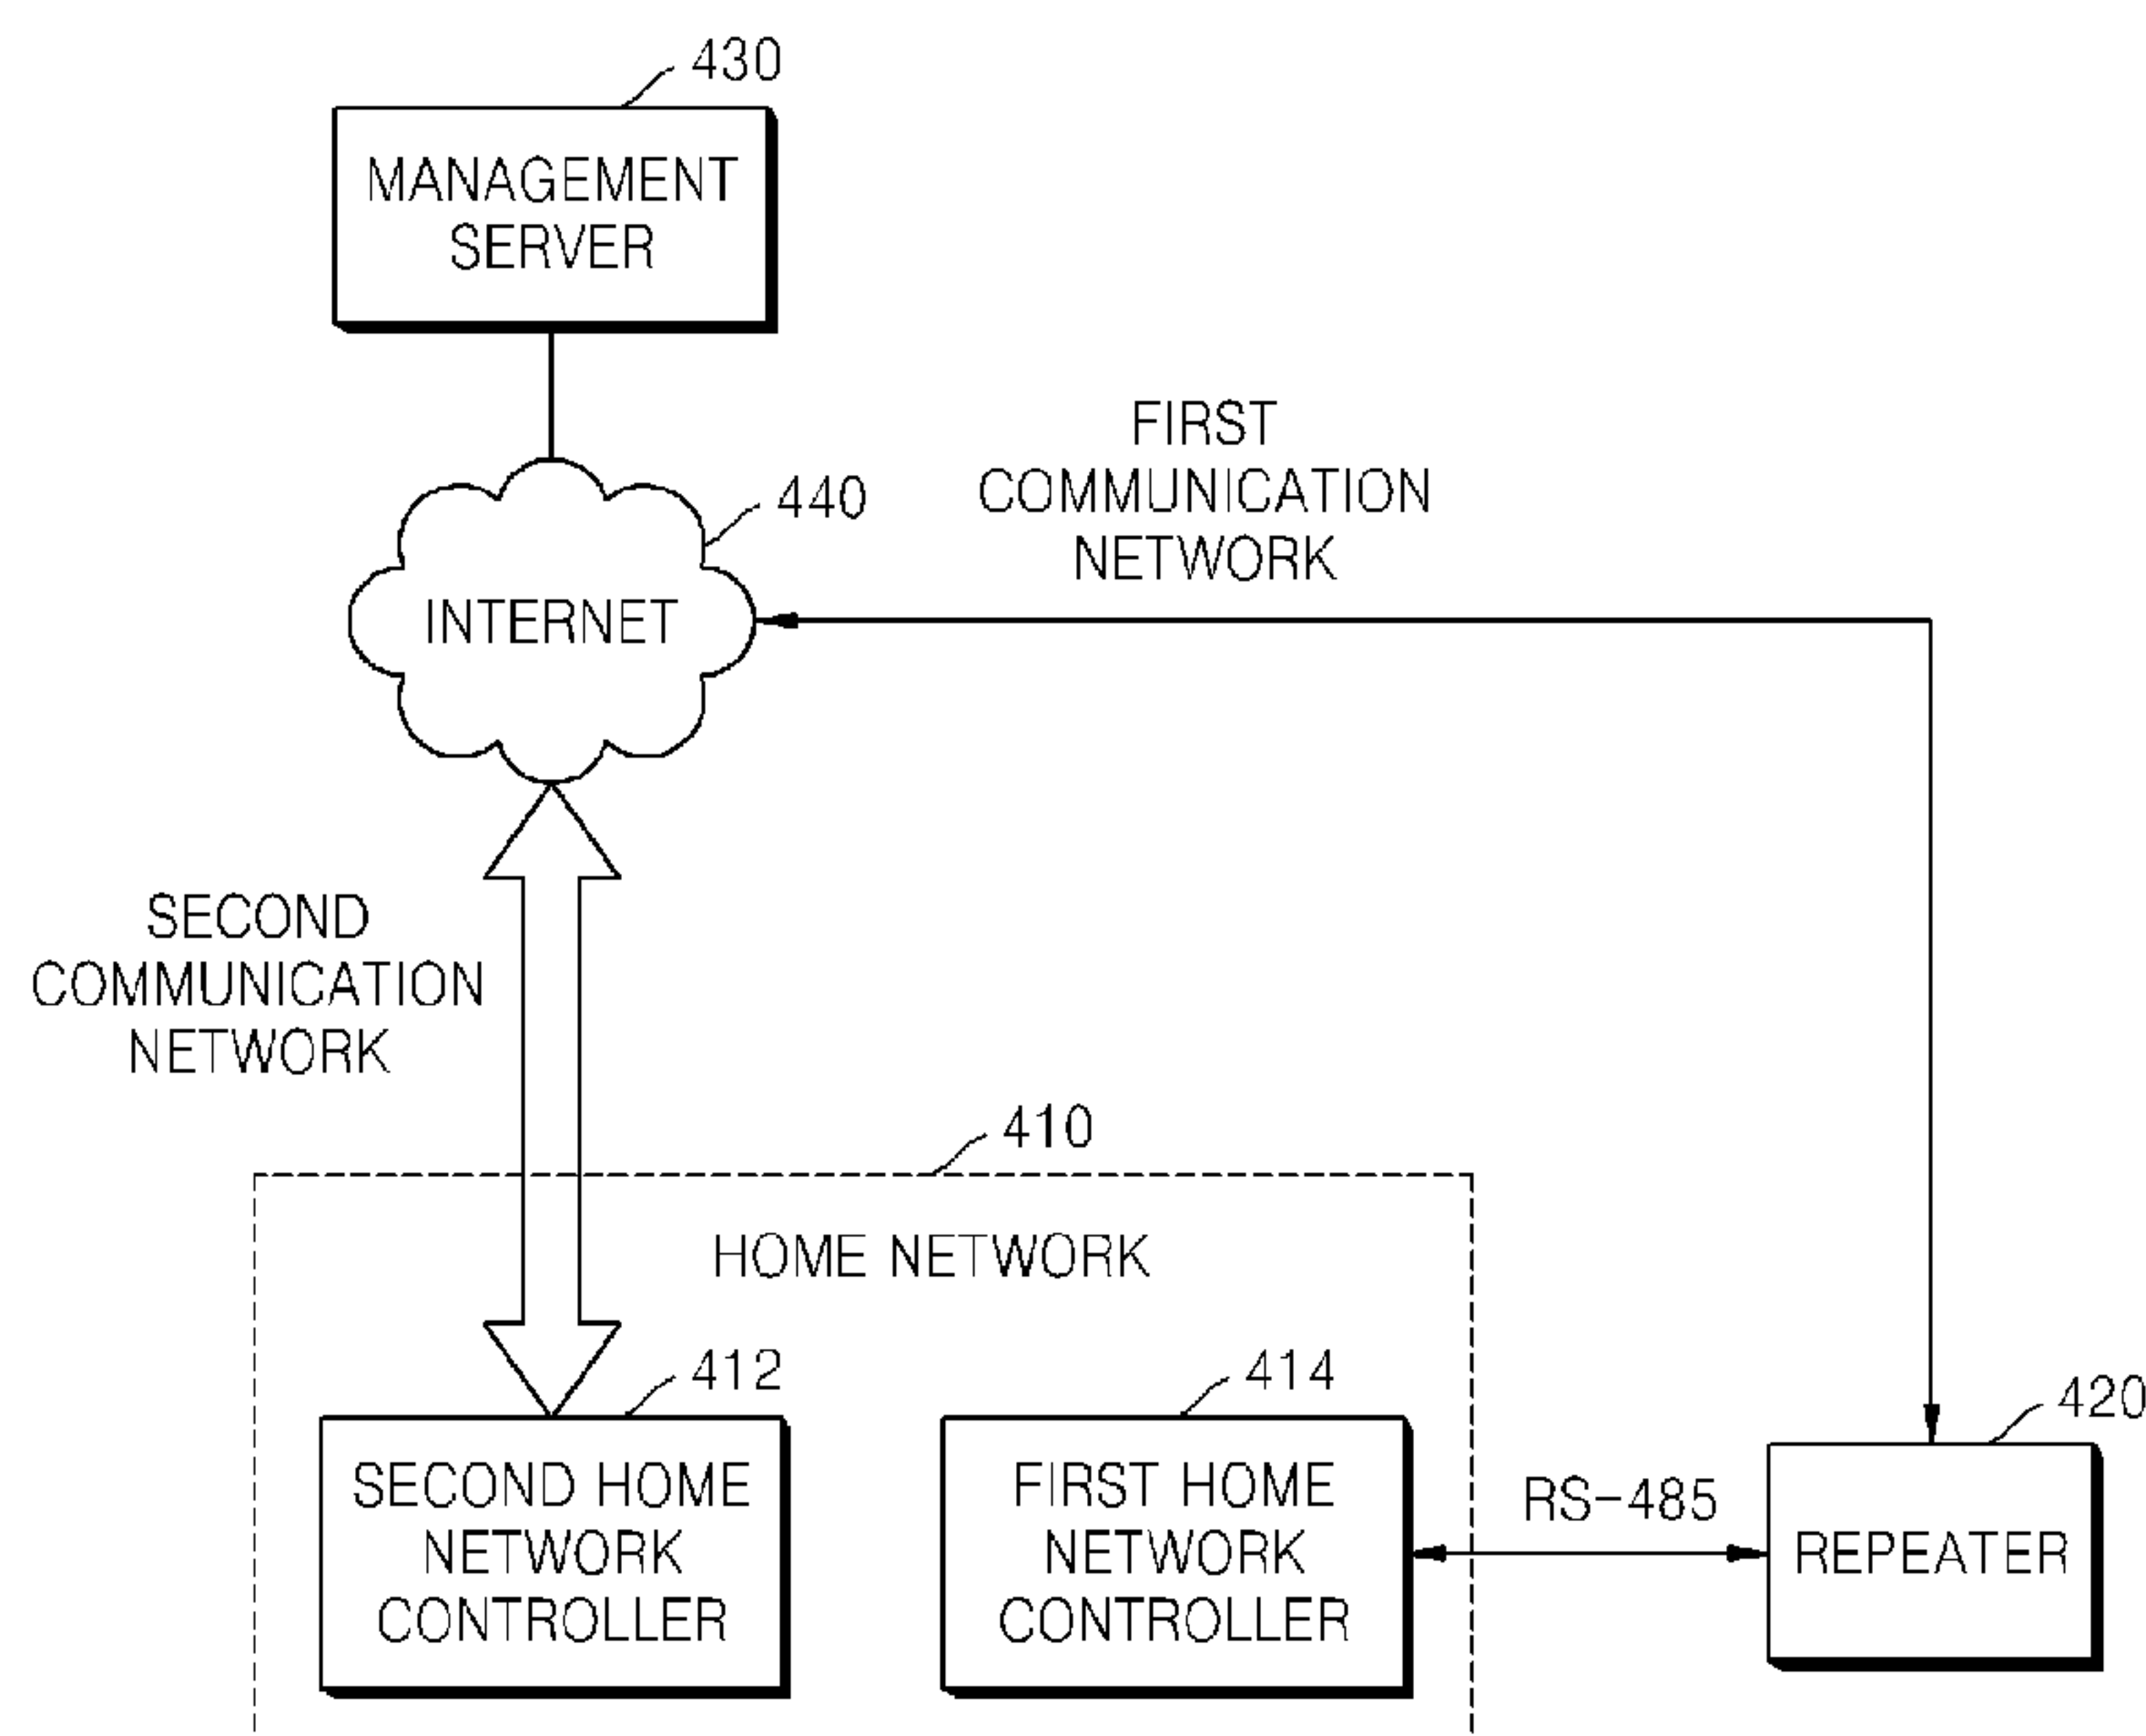 430
MANAGEMENT
SERVER
FIRST
COMMUNICATION
NETWORK
440
INTERNET
SECOND
COMMUNICATION
NETWORK
410
HOME NETWORK
412
414
420
SECOND HOME
NETWORK
CONTROLLER
FIRST HOME
NETWORK
CONTROLLER
RS-485
REPEATER